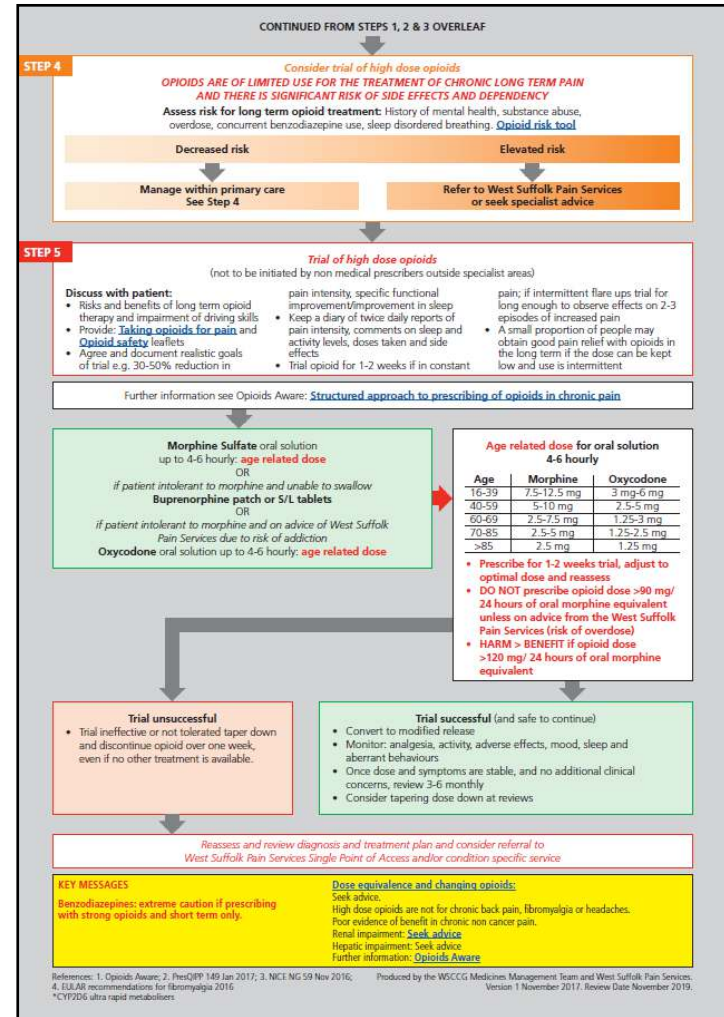 CONTINUED FROM STEPS 1, 2 & 3 OVERLEAF
STEP 4
Consider trial of high dose opioids
OPIOIDS ARE OF LIMITED USE FOR THE TREATMENT OF CHRONIC LONG TERM PAIN
AND THERE IS SIGNIFICANT RISK OF SIDE EFFECTS AND DEPENDENCY
Assess risk for long term opioid treatment: History of mental health, substance abuse,
overdose, concurrent benzodiazepine use, sleep disordered breathing. Opioid risk tool
Decreased risk
Elevated risk
Manage within primary care
See Step 4
Refer to West Suffolk Pain Services
or seek specialist advice
STEP 5
Trial of high dose opioids
(not to be initiated by non medical prescribers outside specialist areas)
Discuss with patient:
• Risks and benefits of long term opioid
therapy and impairment of driving skills
• Provide: Taking opioids for pain and
Opioid safety leaflets
• Agree and document realistic goals
of trial e.g. 30-50% reduction in
pain intensity, specific functional
improvement/improvement in sleep
• Keep a diary of twice daily reports of
pain intensity, comments on sleep and
activity levels, doses taken and side
effects
• Trial opioid for 1-2 weeks if in constant
pain; if intermittent flare ups trial for
long enough to observe effects on 2-3
episodes of increased pain
• A small proportion of people may
obtain good pain relief with opioids in
the long term if the dose can be kept
low and use is intermittent
Further information see Opioids Aware: Structured approach to prescribing of opioids in chronic pain
Morphine Sulfate oral solution
up to 4-6 hourly: age related dose
OR
if patient intolerant to morphine and unable to swallow
Buprenorphine patch or S/L tablets
OR
if patient intolerant to morphine and on advice of West Suffolk
Pain Services due to risk of addiction
Oxycodone oral solution up to 4-6 hourly: age related dose
Age related dose for oral solution
4-6 hourly
Age Morphine Oxycodone
16-39 7.5-12.5 mg 3 mg-6 mg
40-59 5-10 mg 2.5-5 mg
60-69 2.5-7.5 mg 1.25-3 mg
70-85 2.5-5 mg 1.25-2.5 mg
>85 2.5 mg 1.25 mg
• Prescribe for 1-2 weeks trial, adjust to
optimal dose and reassess
• DO NOT prescribe opioid dose >90 mg/
24 hours of oral morphine equivalent
unless on advice from the West Suffolk
Pain Services (risk of overdose)
• HARM > BENEFIT if opioid dose
>120 mg/ 24 hours of oral morphine
equivalent
Trial unsuccessful
• Trial ineffective or not tolerated taper down
and discontinue opioid over one week,
even if no other treatment is available.
Trial successful (and safe to continue)
• Convert to modified release
• Monitor: analgesia, activity, adverse effects, mood, sleep and
aberrant behaviours
• Once dose and symptoms are stable, and no additional clinical
concerns, review 3-6 monthly
• Consider tapering dose down at reviews
Reassess and review diagnosis and treatment plan and consider referral to
West Suffolk Pain Services Single Point of Access and/or condition specific service
KEY MESSAGES
Benzodiazepines: extreme caution if prescribing
with strong opioids and short term only.
Dose equivalence and changing opioids:
Seek advice.
High dose opioids are not for chronic back pain, fibromyalgia or headaches.
Poor evidence of benefit in chronic non cancer pain.
Renal impairment: Seek advice
Hepatic impairment: Seek advice
Further information: Opioids Aware
References: 1. Opioids Aware; 2. PresQIPP 149 Jan 2017; 3. NICE NG 59 Nov 2016;
4. EULAR recommendations for fibromyalgia 2016
*CYP2D6 ultra rapid metabolisers
Produced by the WSCCG Medicines Management Team and West Suffolk Pain Services.
Version 1 November 2017. Review Date November 2019.